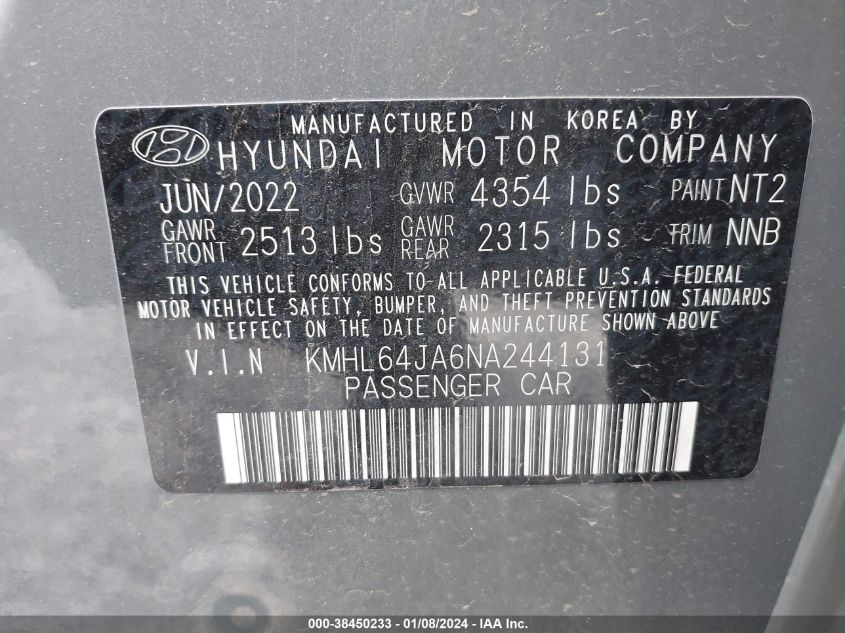 MANUFACTURED IN KOREA BY
HYUNDAI MOTOR COMPANY
JUN/2022 GVWR 4354 lbs PAINT NT2
GAWR FRONT 2513 lbs GAWR REAR 2315 lbs TRIM NNB
THIS VEHICLE CONFORMS TO ALL APPLICABLE U.S.A. FEDERAL
MOTOR VEHICLE SAFETY, BUMPER, AND THEFT PREVENTION STANDARDS
IN EFFECT ON THE DATE OF MANUFACTURE SHOWN ABOVE
V.I.N KMHL64JA6NA244131
PASSENGER CAR
000-38450233 - 01/08/2024 - IAA Inc.